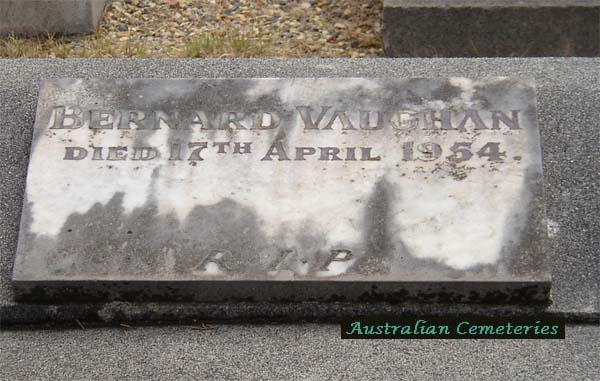 BERNARD VAUGHAN
DIED 17TH APRIL 1954.
R I P
Australian Cemeteries